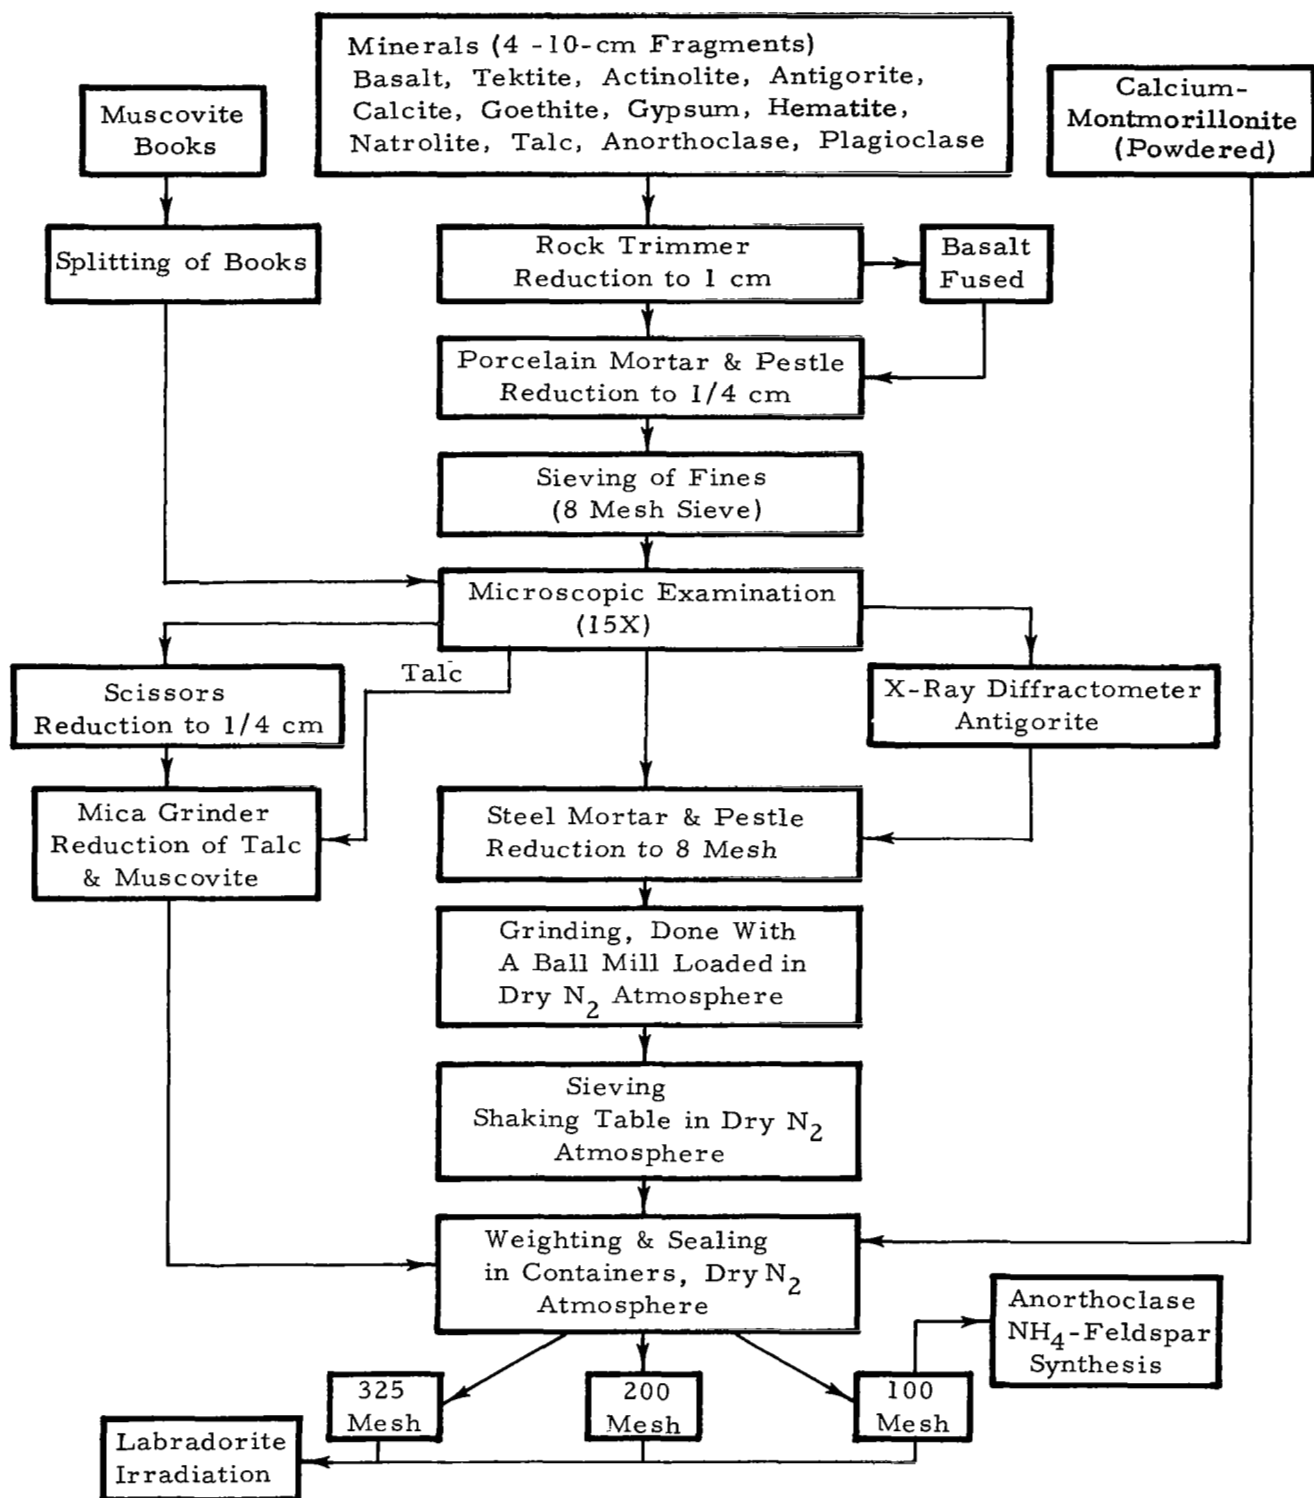 Minerals (4 -10-cm Fragments)
Basalt, Tektite, Actinolite, Antigorite,
Calcite, Goethite, Gypsum, Hematite,
Natrolite, Talc, Anorthoclase, Plagioclase
Muscovite
Books
Calcium-
Montmorillonite
(Powdered)
Splitting of Books
Rock Trimmer
Reduction to 1 cm
Basalt
Fused
Porcelain Mortar & Pestle
Reduction to 1/4 cm
Sieving of Fines
(8 Mesh Sieve)
Microscopic Examination
(15X)
Talc
Scissors
Reduction to 1/4 cm
X-Ray Diffractometer
Antigorite
Mica Grinder
Reduction of Talc
& Muscovite
Steel Mortar & Pestle
Reduction to 8 Mesh
Grinding, Done With
A Ball Mill Loaded in
Dry N2 Atmosphere
Sieving
Shaking Table in Dry N2
Atmosphere
Weighting & Sealing
in Containers, Dry N2
Atmosphere
Anorthoclase
NH4-Feldspar
Synthesis
325
Mesh
200
Mesh
100
Mesh
Labradorite
Irradiation